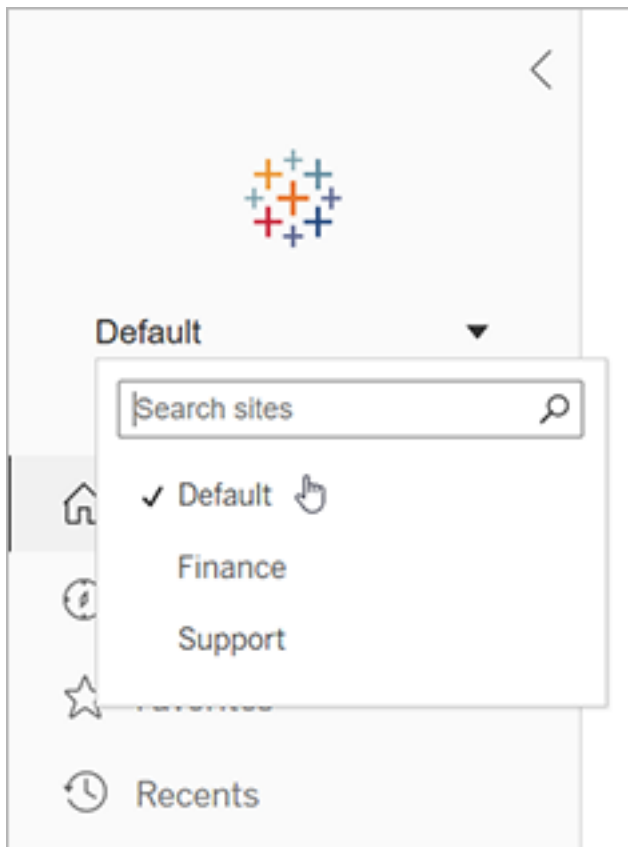 Default
Search sites
Default
Finance
Support
Recents